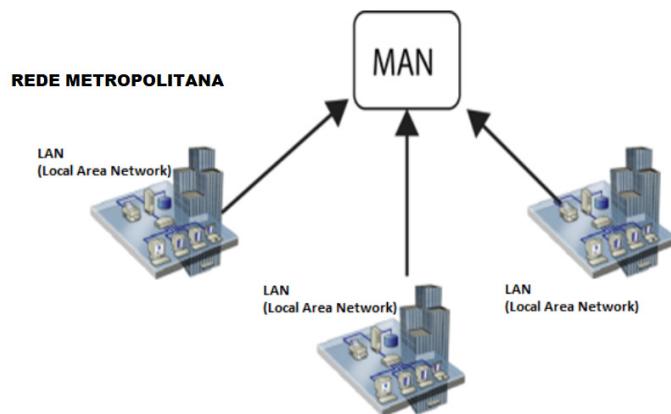 MAN
REDE METROPOLITANA
LAN
(Local Area Network)
LAN
(Local Area Network)
LAN
(Local Area Network)